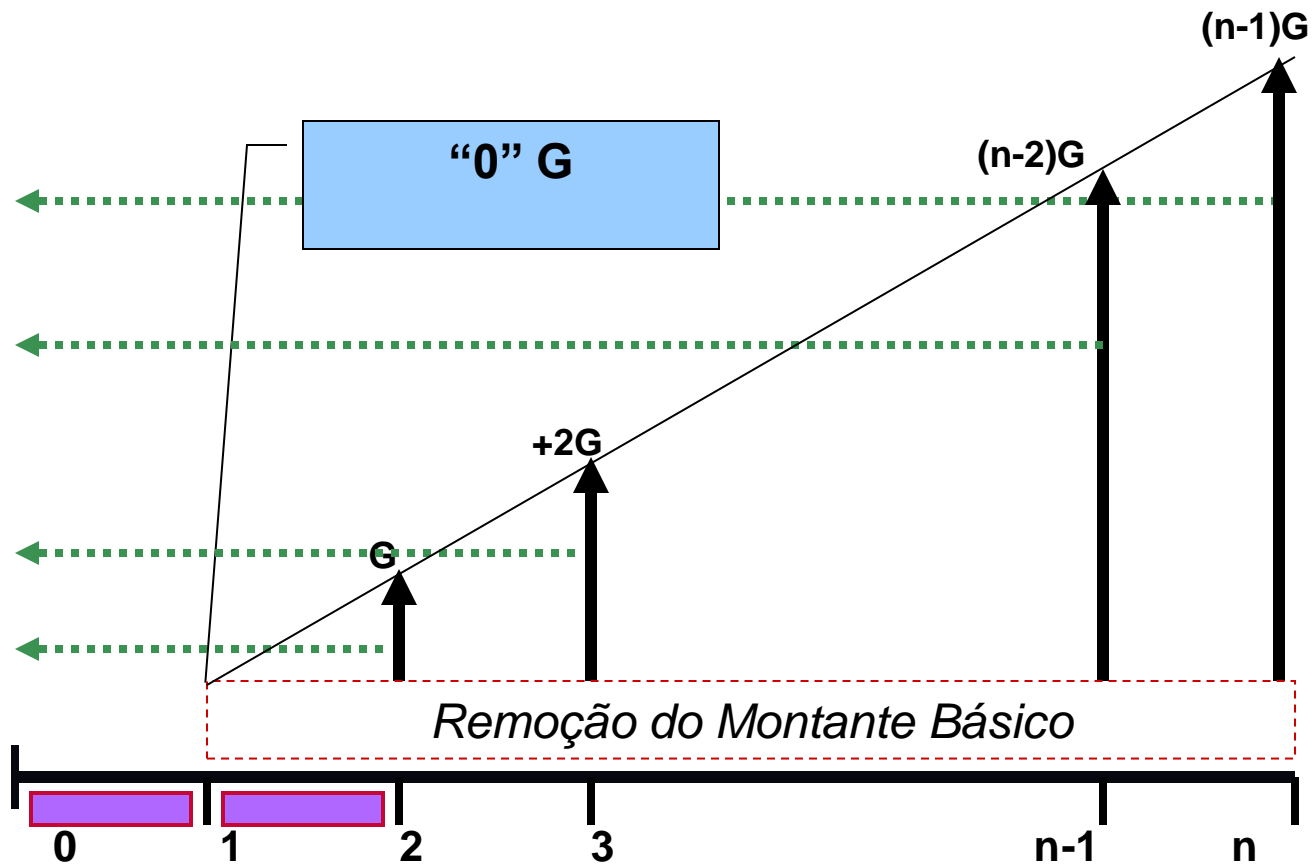 (n-1)G
“0” G
(n-2)G
+2G
G
Remoção do Montante Básico
0 1 2 3 n-1 n